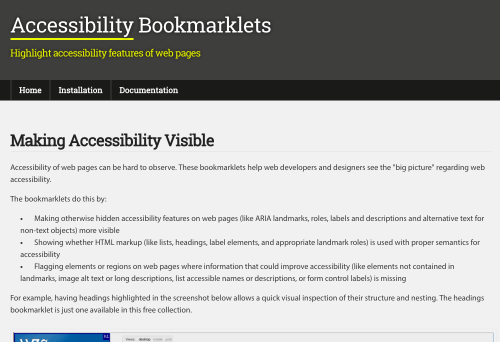 Accessibility Bookmarklets
Highlight accessibility features of web pages
Home Installation Documentation
Making Accessibility Visible
Accessibility of web pages can be hard to observe. These bookmarklets help web developers and designers see the "big picture" regarding web
accessibility.
The bookmarklets do this by:
• Making otherwise hidden accessibility features on web pages (like ARIA landmarks, roles, labels and descriptions and alternative text for
non-text objects) more visible
• Showing whether HTML markup (like lists, headings, label elements, and appropriate landmark roles) is used with proper semantics for
accessibility
• Flagging elements or regions on web pages where information that could improve accessibility (like elements not contained in
landmarks, image alt text or long descriptions, list accessible names or descriptions, or form control labels) is missing
For example, having headings highlighted in the screenshot below allows a quick visual inspection of their structure and nesting. The headings
bookmarklet is just one available in this free collection.